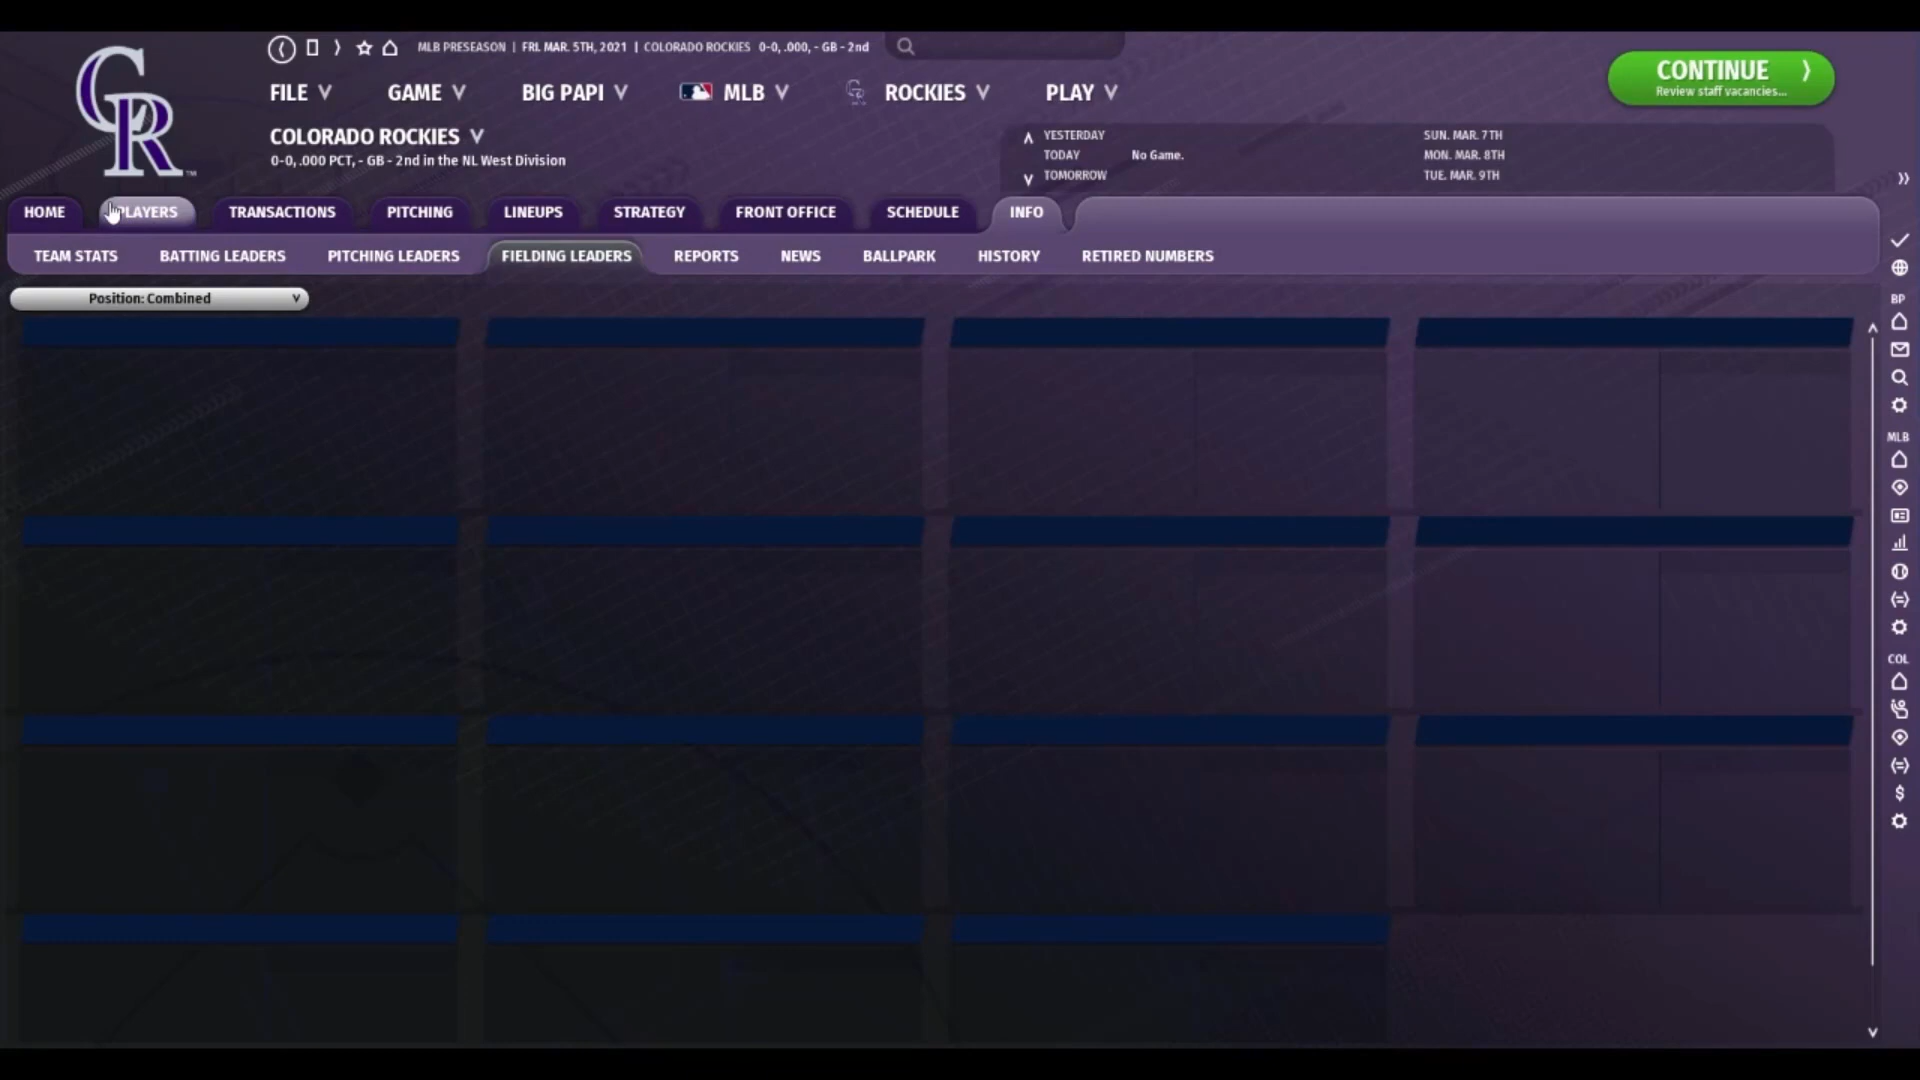 MLB PRESEASON | FRI. MAR. 5TH, 2021 | COLORADO ROCKIES 0-0, .000, - GB - 2nd
FILE GAME BIG PAPI MLB ROCKIES PLAY
CONTINUE
Review staff vacancies...
COLORADO ROCKIES
0-0, .000 PCT, - GB - 2nd in the NL West Division
YESTERDAY SUN. MAR. 7TH
TODAY No Game. MON. MAR. 8TH
TOMORROW TUE. MAR. 9TH
HOME PLAYERS TRANSACTIONS PITCHING LINEUPS STRATEGY FRONT OFFICE SCHEDULE INFO
TEAM STATS BATTING LEADERS PITCHING LEADERS FIELDING LEADERS REPORTS NEWS BALLPARK HISTORY RETIRED NUMBERS
Position: Combined
BP
MLB
COL
CR
TM